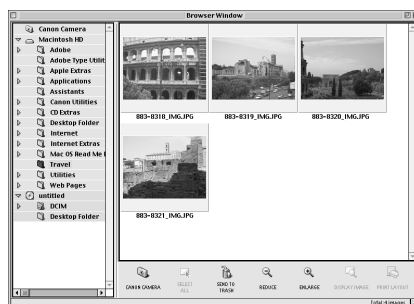 Browser Window
Canon Camera
Macintosh HD
Adobe
Adobe Type Utilit
Apple Extras
Applications
Assistants
Canon Utilities
CD Extras
Desktop Folder
Internet
Internet Extras
Mac OS Read Me
Travel
Utilities
Web Pages
untitled
DCIM
Desktop Folder
883-8318_IMG.JPG
883-8319_IMG.JPG
883-8320_IMG.JPG
883-8321_IMG.JPG
CANON CAMERA
SELECT ALL
SEND TO TRASH
REDUCE
ENLARGE
DISPLAY IMAGE
PRINT LAYOUT
Total 4 images